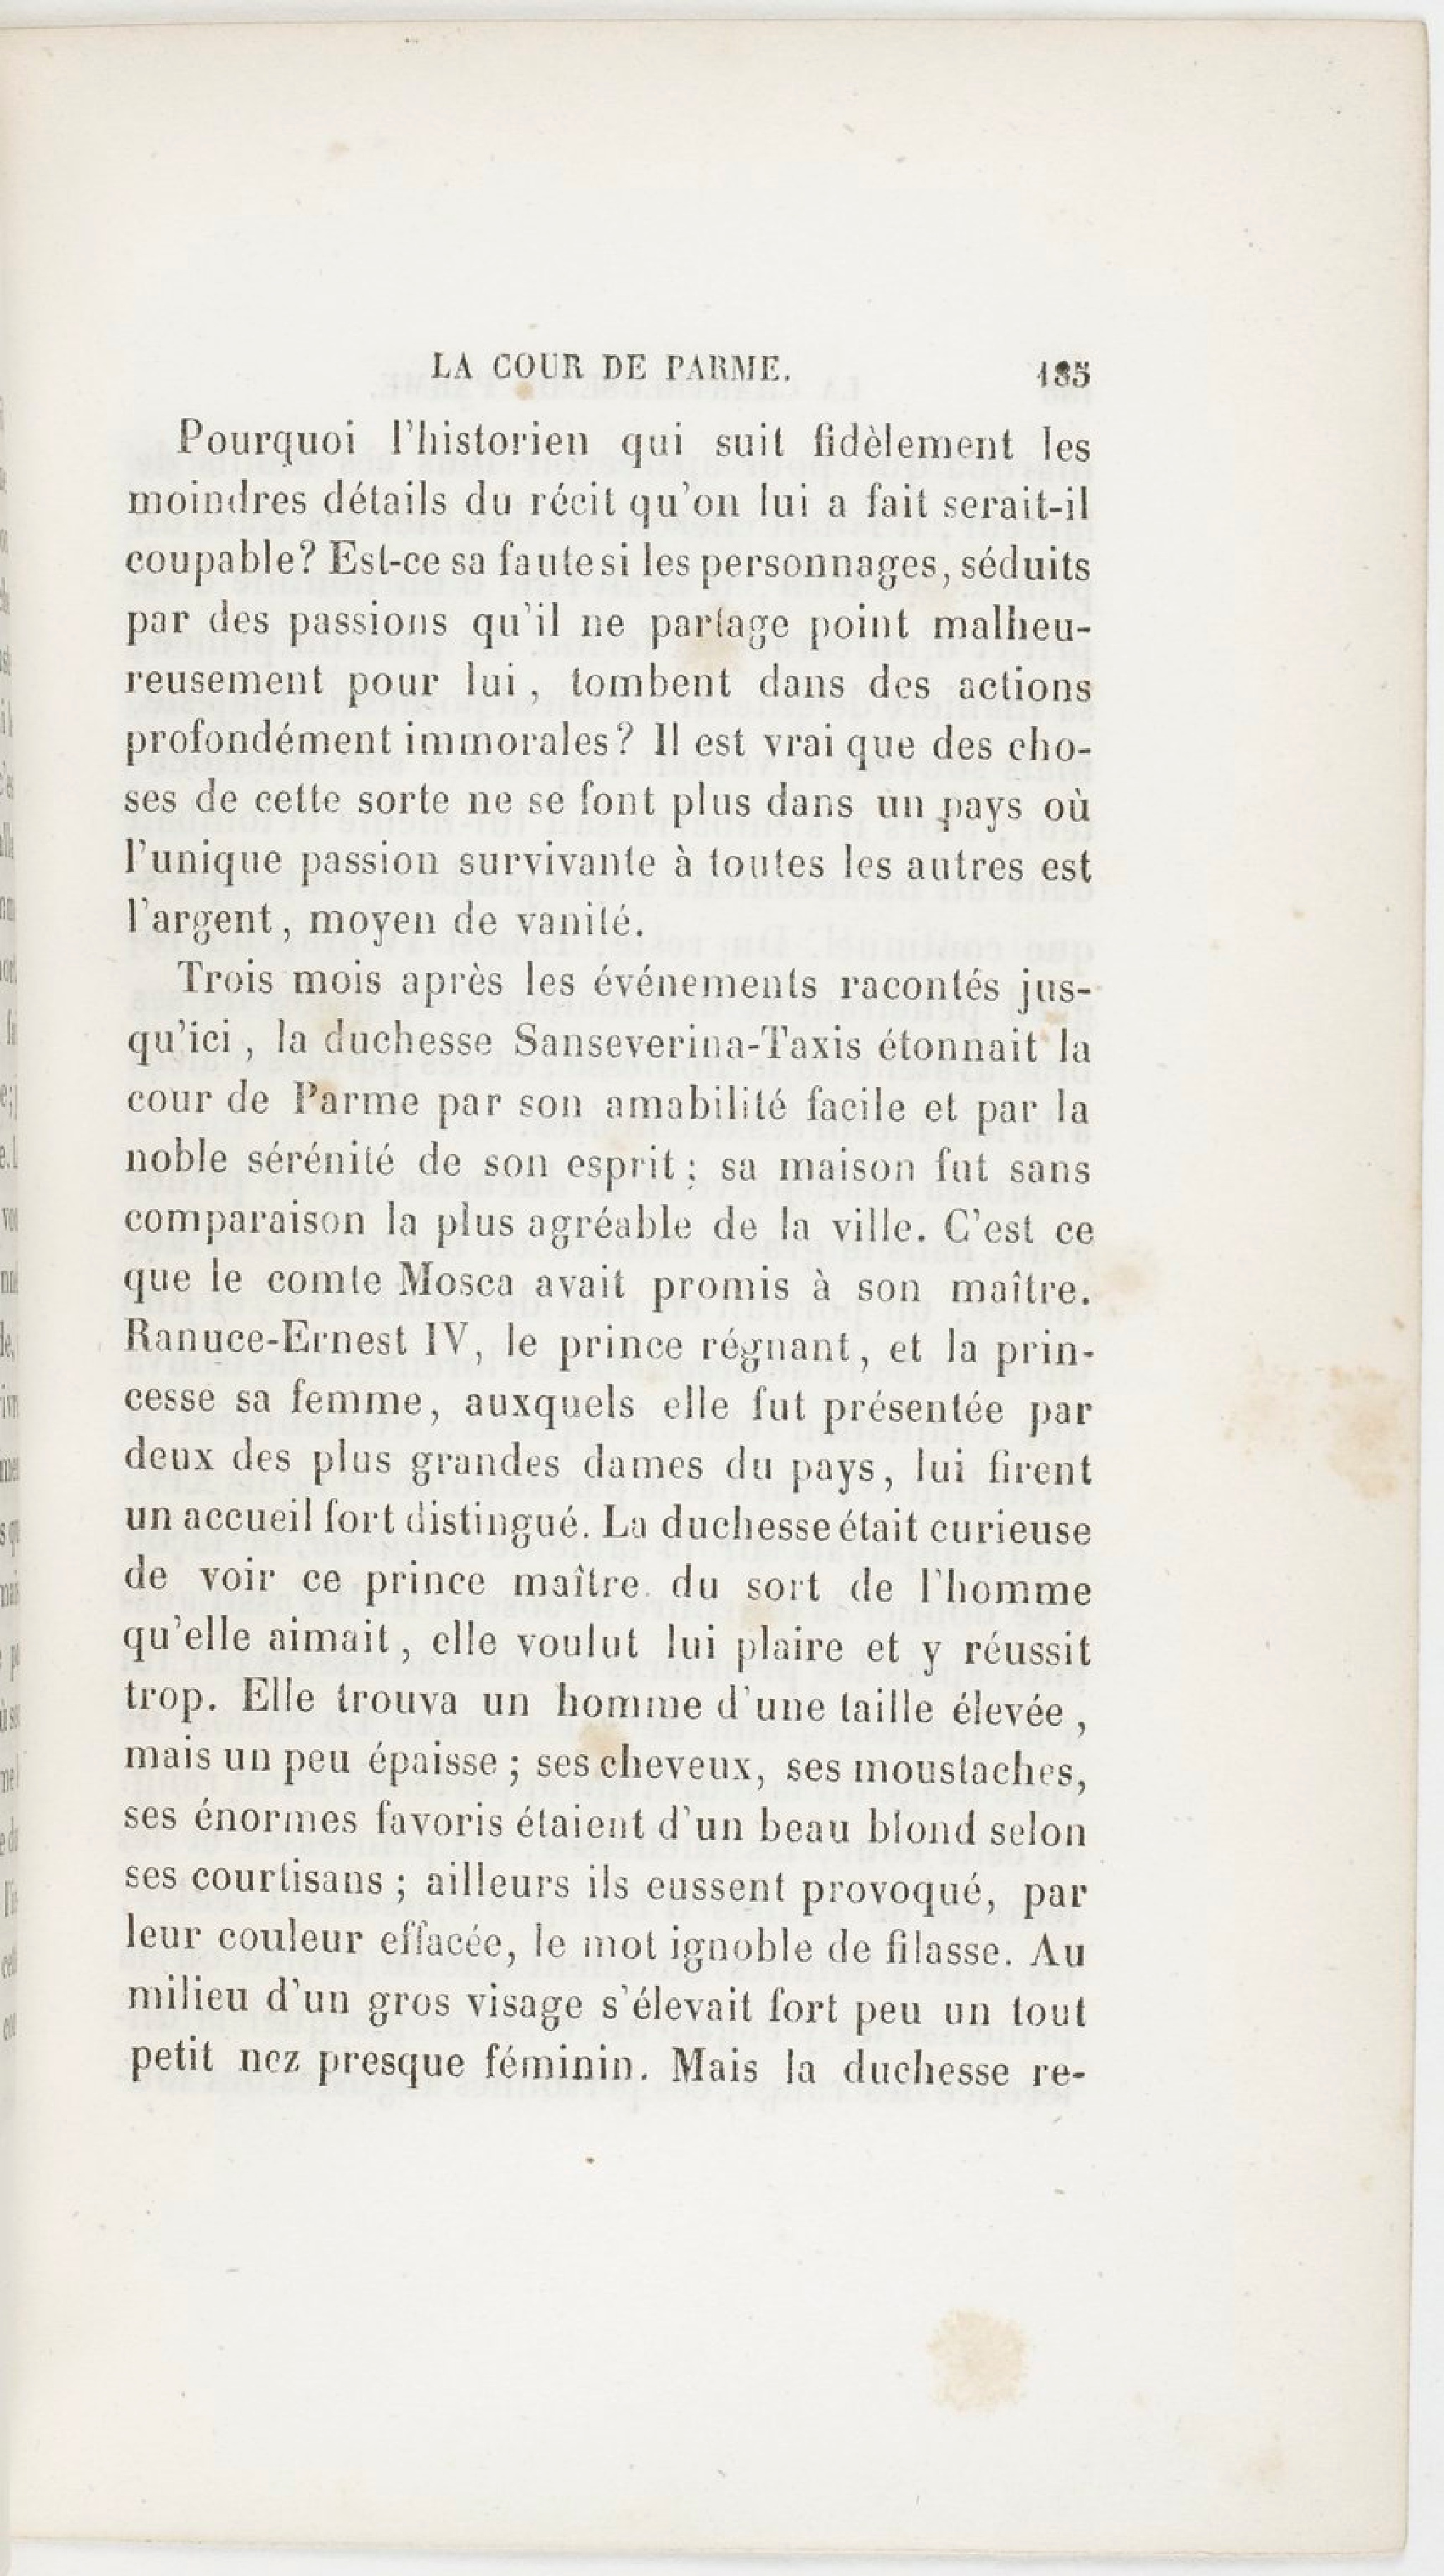 LA COUR DE PARME. 185
Pourquoi l'historien qui suit fidèlement les
moindres détails du récit qu'on lui a fait serait-il
coupable? Est-ce sa faute si les personnages, séduits
par des passions qu'il ne partage point malheu-
reusement pour lui, tombent dans des actions
profondément immorales? Il est vrai que des cho-
ses de cette sorte ne se font plus dans un pays où
l'unique passion survivante à toutes les autres est
l'argent, moyen de vanité.
Trois mois après les événements racontés jus-
qu'ici, la duchesse Sanseverina-Taxis étonnait la
cour de Parme par son amabilité facile et par la
noble sérénité de son esprit; sa maison fut sans
comparaison la plus agréable de la ville. C'est ce
que le comte Mosca avait promis à son maître.
Ranuce-Ernest IV, le prince régnant, et la prin-
cesse sa femme, auxquels elle fut présentée par
deux des plus grandes dames du pays, lui firent
un accueil fort distingué. La duchesse était curieuse
de voir ce prince maître du sort de l'homme
qu'elle aimait, elle voulut lui plaire et y réussit
trop. Elle trouva un homme d'une taille élevée,
mais un peu épaisse; ses cheveux, ses moustaches,
ses énormes favoris étaient d'un beau blond selon
ses courtisans; ailleurs ils eussent provoqué, par
leur couleur effacée, le mot ignoble de filasse. Au
milieu d'un gros visage s'élevait fort peu un tout
petit nez presque féminin. Mais la duchesse re-